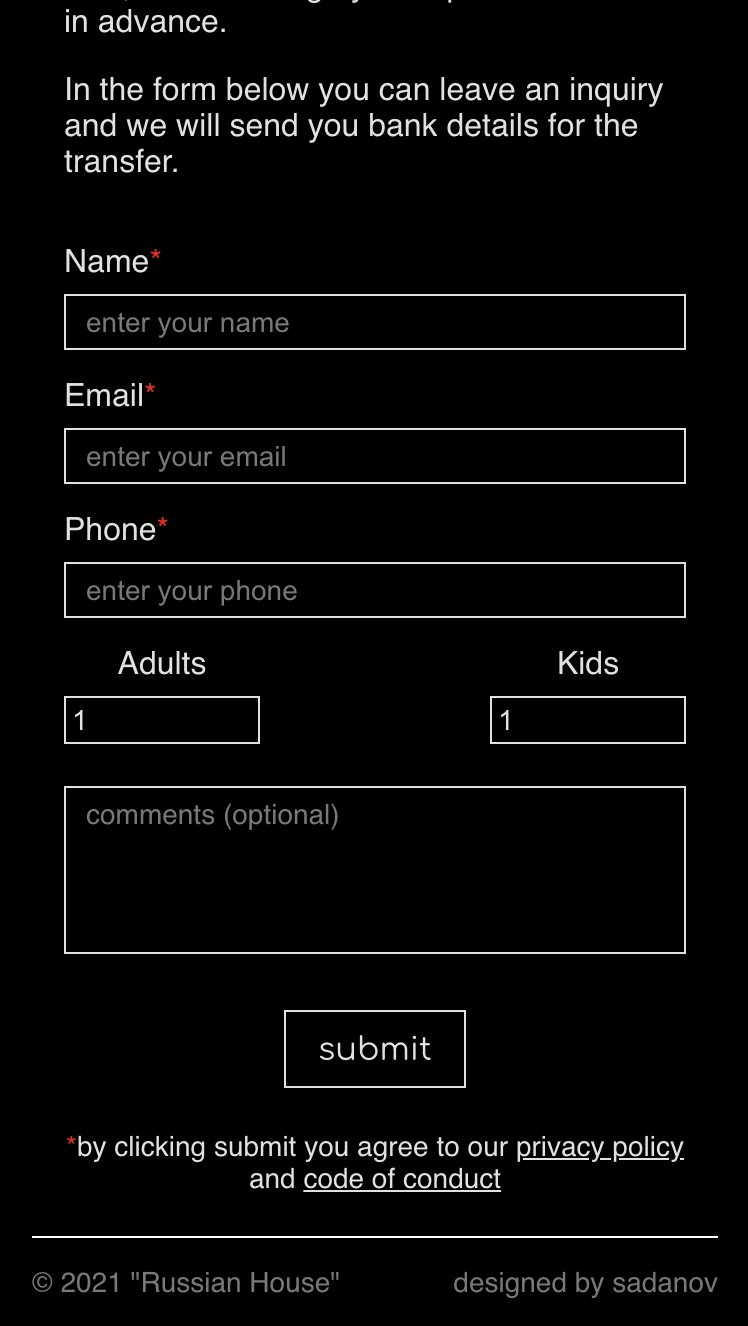 in advance.
In the form below you can leave an inquiry
and we will send you bank details for the
transfer.
Name*
enter your name
Email*
enter your email
Phone*
enter your phone
Adults Kids
1 1
comments (optional)
submit
*by clicking submit you agree to our privacy policy
and code of conduct
© 2021 "Russian House" designed by sadanov